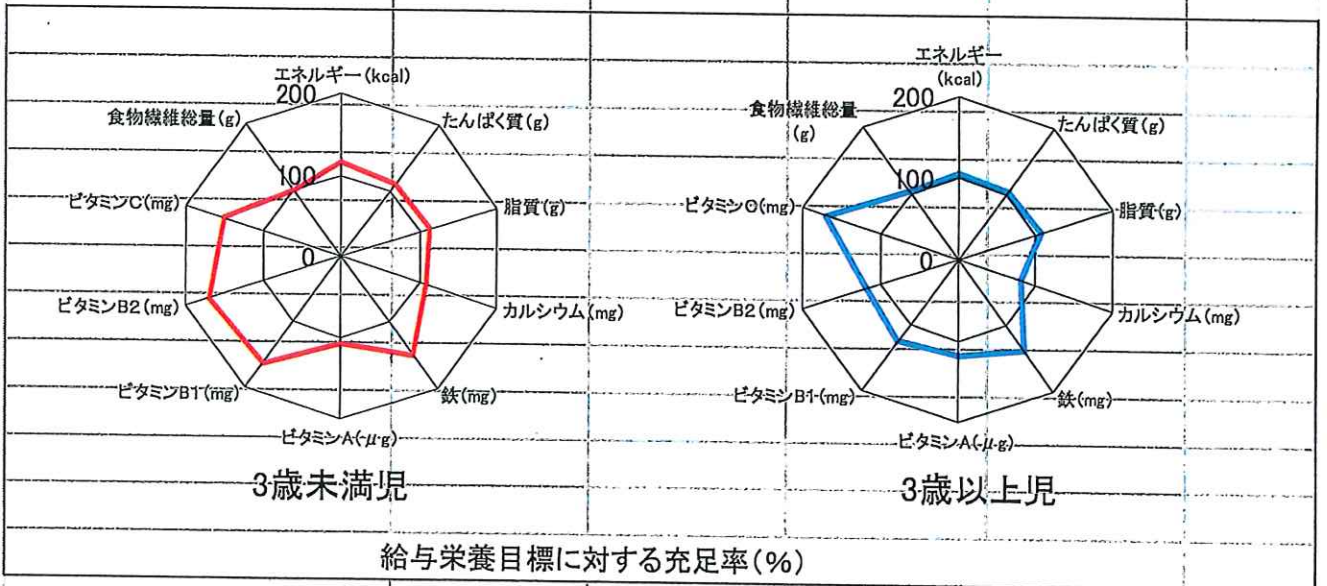 エネルギー(kcal)
200
食物繊維総量(g)
たんぱく質(g)
100
ビタミンC(mg)
脂質(g)
0
ビタミンB2(mg)
カルシウム(mg)
ビタミンB1(mg)
鉄(mg)
ビタミンA(μg)
3歳未満児
エネルギー
(kcal)
200
食物繊維総量
(g)
たんぱく質(g)
100
ビタミンC(mg)
脂質(g)
0
ビタミンB2(mg)
カルシウム(mg)
ビタミンB1(mg)
鉄(mg)
ビタミンA(μg)
3歳以上児
給与栄養目標に対する充足率(%)